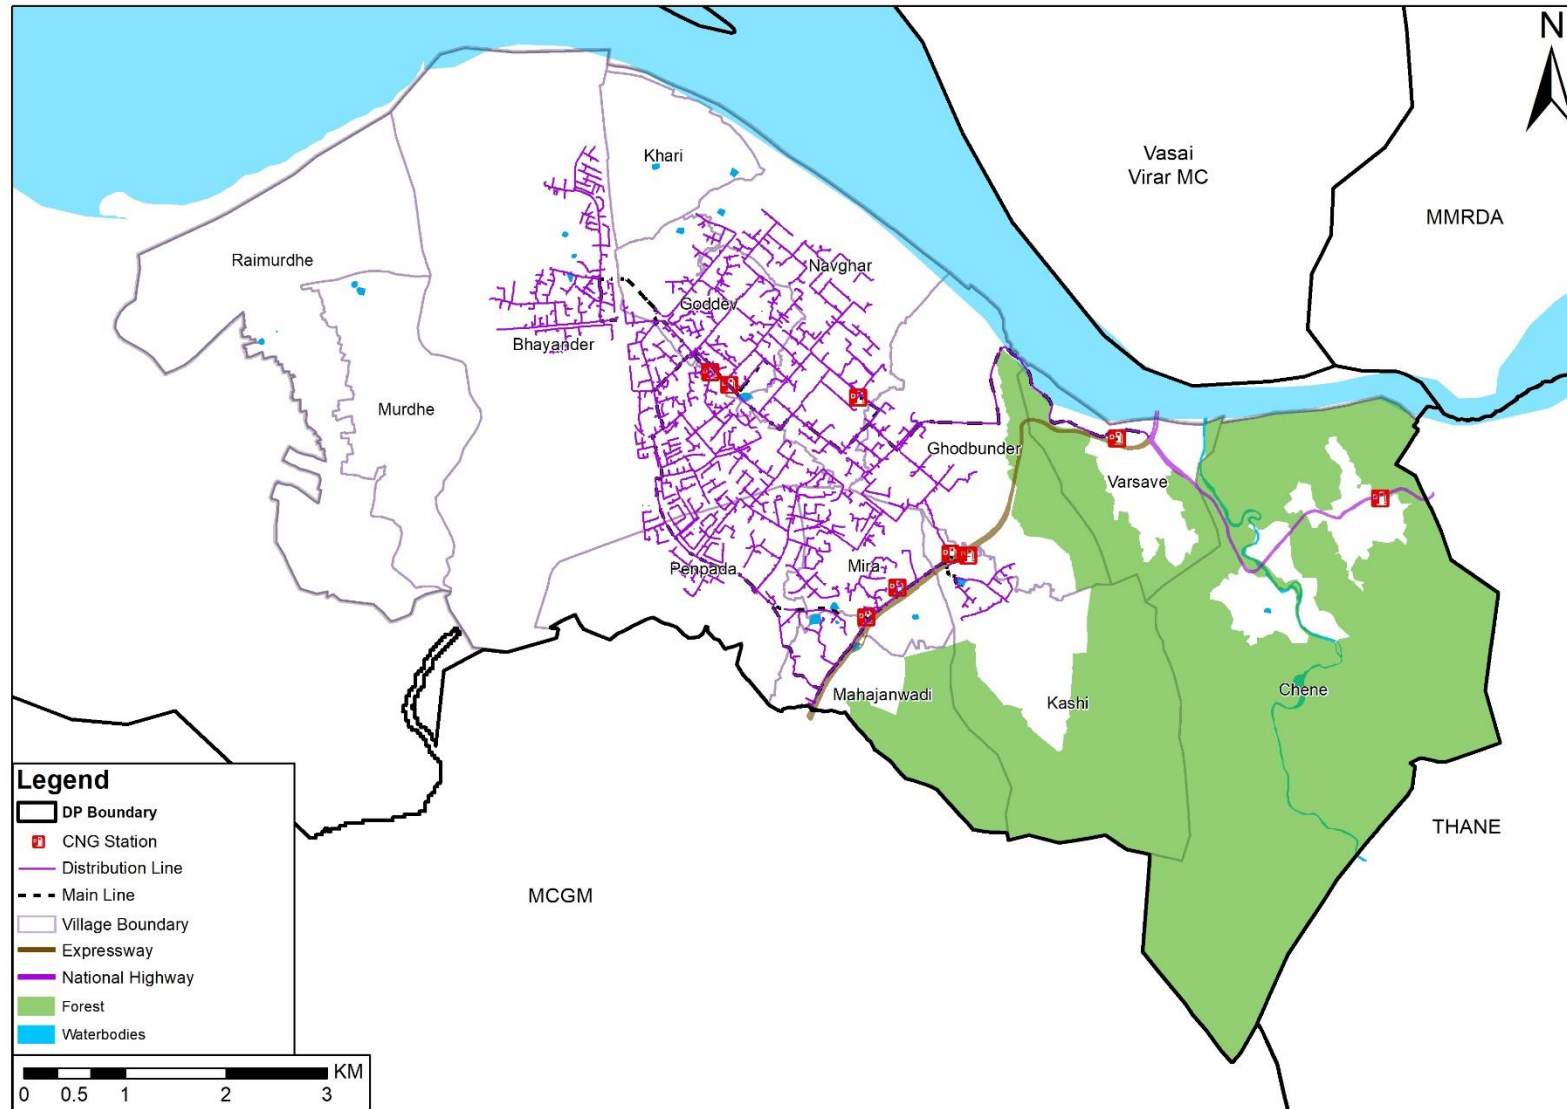 N
Vasai
Virar MC
MMRDA
Khari
Raimurdhe
Navghar
Goddev
Bhayander
Murdhe
Ghodbunder
Varsave
Penpada
Mira
Mahajanwadi
Kashi
Chene
THANE
MCGM
Legend
DP Boundary
CNG Station
Distribution Line
Main Line
Village Boundary
Expressway
National Highway
Forest
Waterbodies
KM
0 0.5 1 2 3